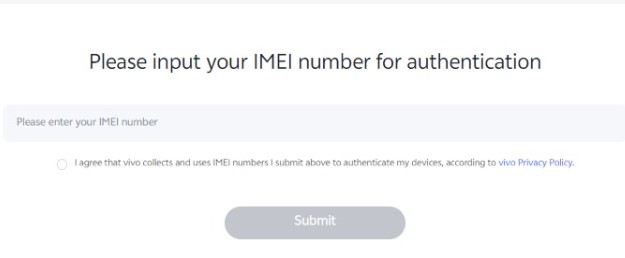 Please input your IMEI number for authentication
Please enter your IMEI number
I agree that vivo collects and uses IMEI numbers I submit above to authenticate my devices, according to vivo Privacy Policy.
Submit